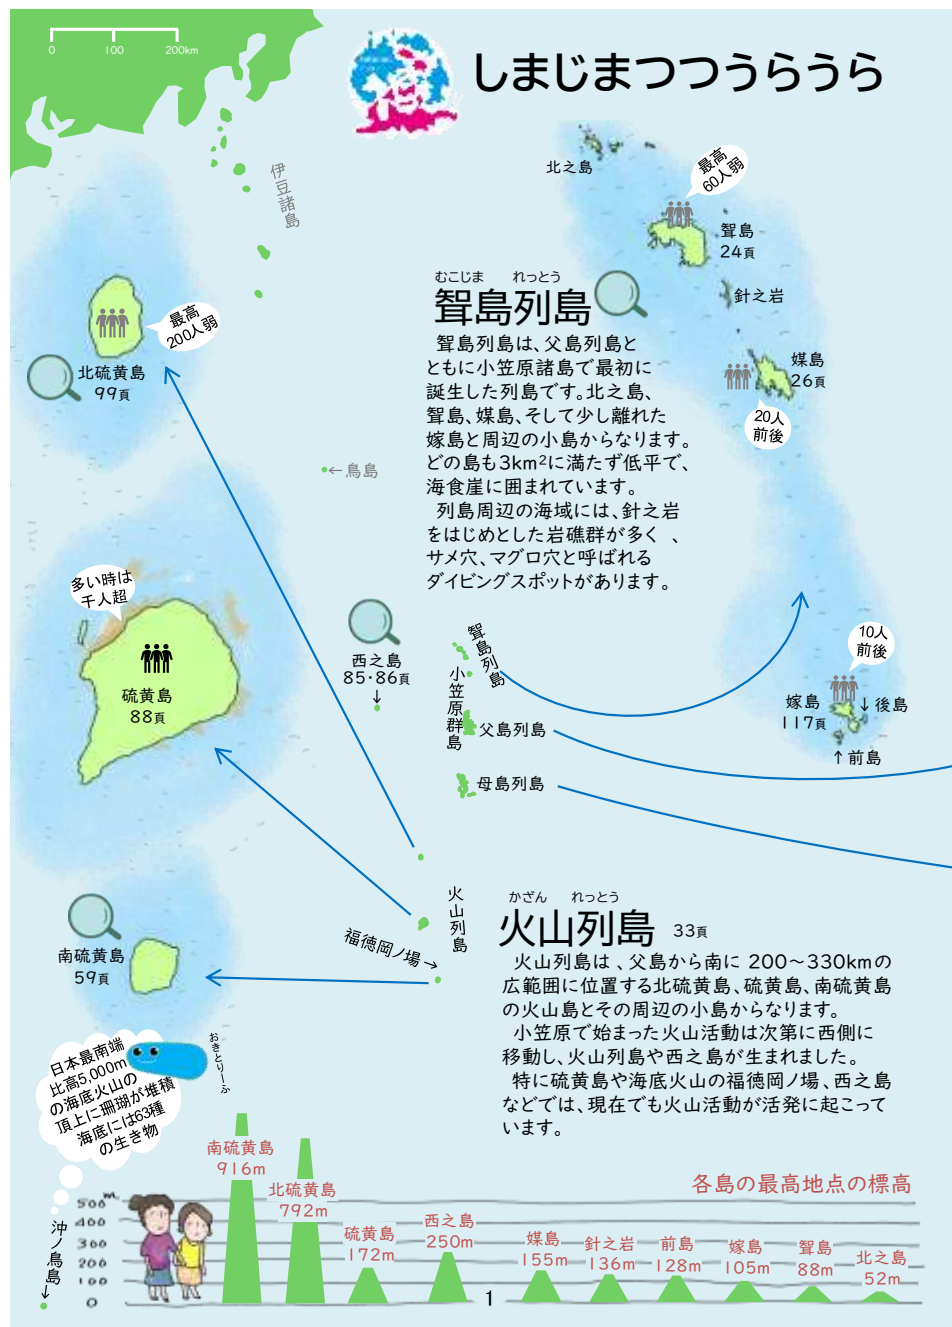 しまじまつつうらうら
0 100 200km
伊豆諸島
北之島
最高
60人弱
聟島
24頁
針之岩
媒島
26頁
20人
前後
むこじま れっとう
聟島列島
聟島列島は、父島列島と
ともに小笠原諸島で最初に
誕生した列島です。北之島、
聟島、媒島、そして少し離れた
嫁島と周辺の小島からなります。
どの島も3km²に満たず低平で、
海食崖に囲まれています。
列島周辺の海域には、針之岩
をはじめとした岩礁群が多く 、
サメ穴、マグロ穴と呼ばれる
ダイビングスポットがあります。
最高
200人弱
北硫黄島
99頁
←鳥島
多い時は
千人超
硫黄島
88頁
西之島
85・86頁
↓
聟島列島
小笠原群島
父島列島
母島列島
10人
前後
嫁島
117頁
↓後島
↑前島
火山列島
福徳岡ノ場→
南硫黄島
59頁
かざん れっとう
火山列島 33頁
火山列島は 、父島から南に 200～330kmの
広範囲に位置する北硫黄島、硫黄島、南硫黄島
の火山島とその周辺の小島からなります。
小笠原で始まった火山活動は次第に西側に
移動し、火山列島や西之島が生まれました。
特に硫黄島や海底火山の福徳岡ノ場、西之島
などでは、現在でも火山活動が活発に起こって
います。
おきとりーふ
日本最南端
比高5,000m
の海底火山の
頂上に珊瑚が堆積
海底には63種
の生き物
沖ノ鳥島→
各島の最高地点の標高
500m
400
300
200
100
0
南硫黄島
916m
北硫黄島
792m
硫黄島
172m
西之島
250m
媒島
155m
針之岩
136m
前島
128m
嫁島
105m
聟島
88m
北之島
52m
1